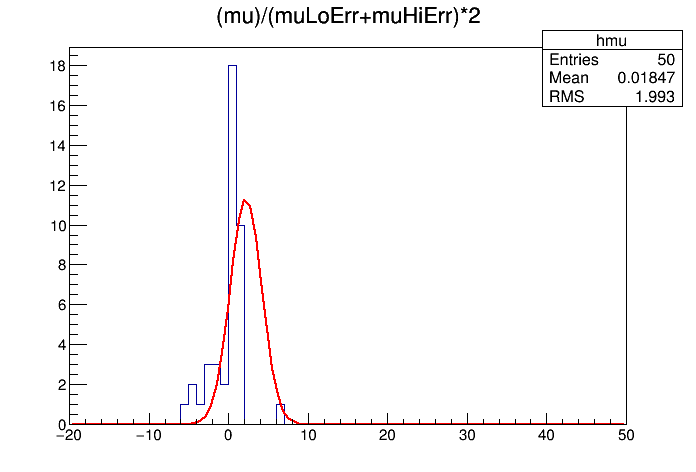 (mu)/(muLoErr+muHiErr)*2
hmu
Entries 50
Mean 0.01847
RMS 1.993
18
16
14
12
10
8
6
4
2
0
−20 −10 0 10 20 30 40 50